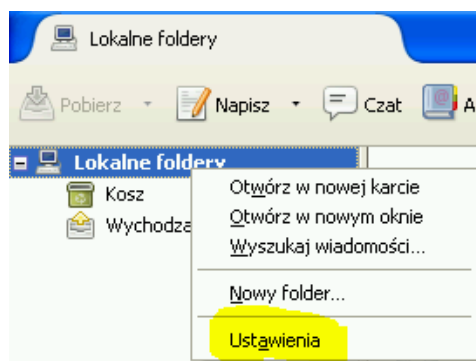 Lokalne foldery
Pobierz Napisz Czat A
Lokalne foldery
Kosz
Wychodza
Otwórz w nowej karcie
Otwórz w nowym oknie
Wyszukaj wiadomości...
Nowy folder...
Ustawienia